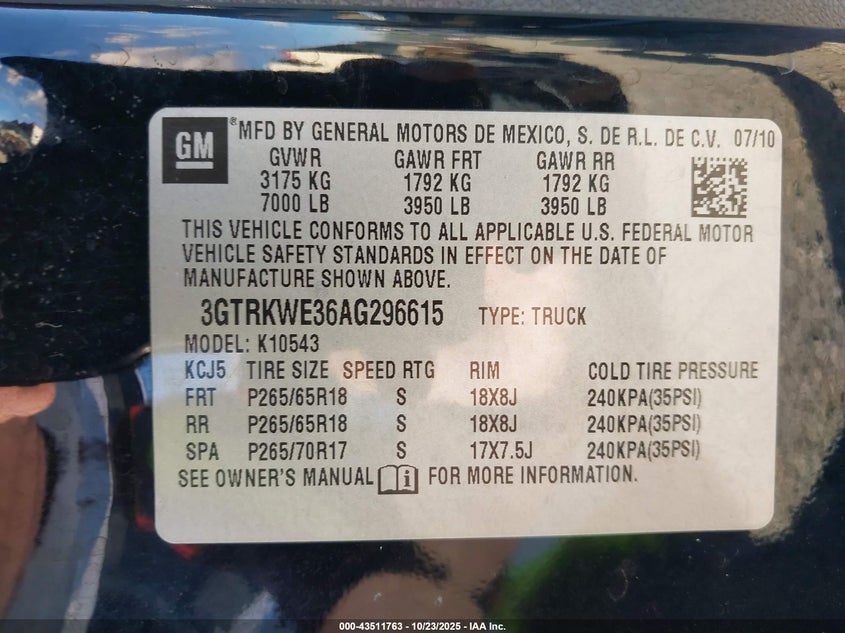 GM ® MFD BY GENERAL MOTORS DE MEXICO, S. DE R.L. DE C.V. 07/10
GVWR GAWR FRT GAWR RR
3175 KG 1792 KG 1792 KG
7000 LB 3950 LB 3950 LB
THIS VEHICLE CONFORMS TO ALL APPLICABLE U.S. FEDERAL MOTOR
VEHICLE SAFETY STANDARDS IN EFFECT ON THE DATE OF
MANUFACTURE SHOWN ABOVE.
3GTRKWE36AG296615 TYPE: TRUCK
MODEL: K10543
KCJ5 TIRE SIZE SPEED RTG RIM COLD TIRE PRESSURE
FRT P265/65R18 S 18X8J 240KPA(35PSI)
RR P265/65R18 S 18X8J 240KPA(35PSI)
SPA P265/70R17 S 17X7.5J 240KPA(35PSI)
SEE OWNER'S MANUAL i FOR MORE INFORMATION.
000-43511763 - 10/23/2025 - IAA Inc.